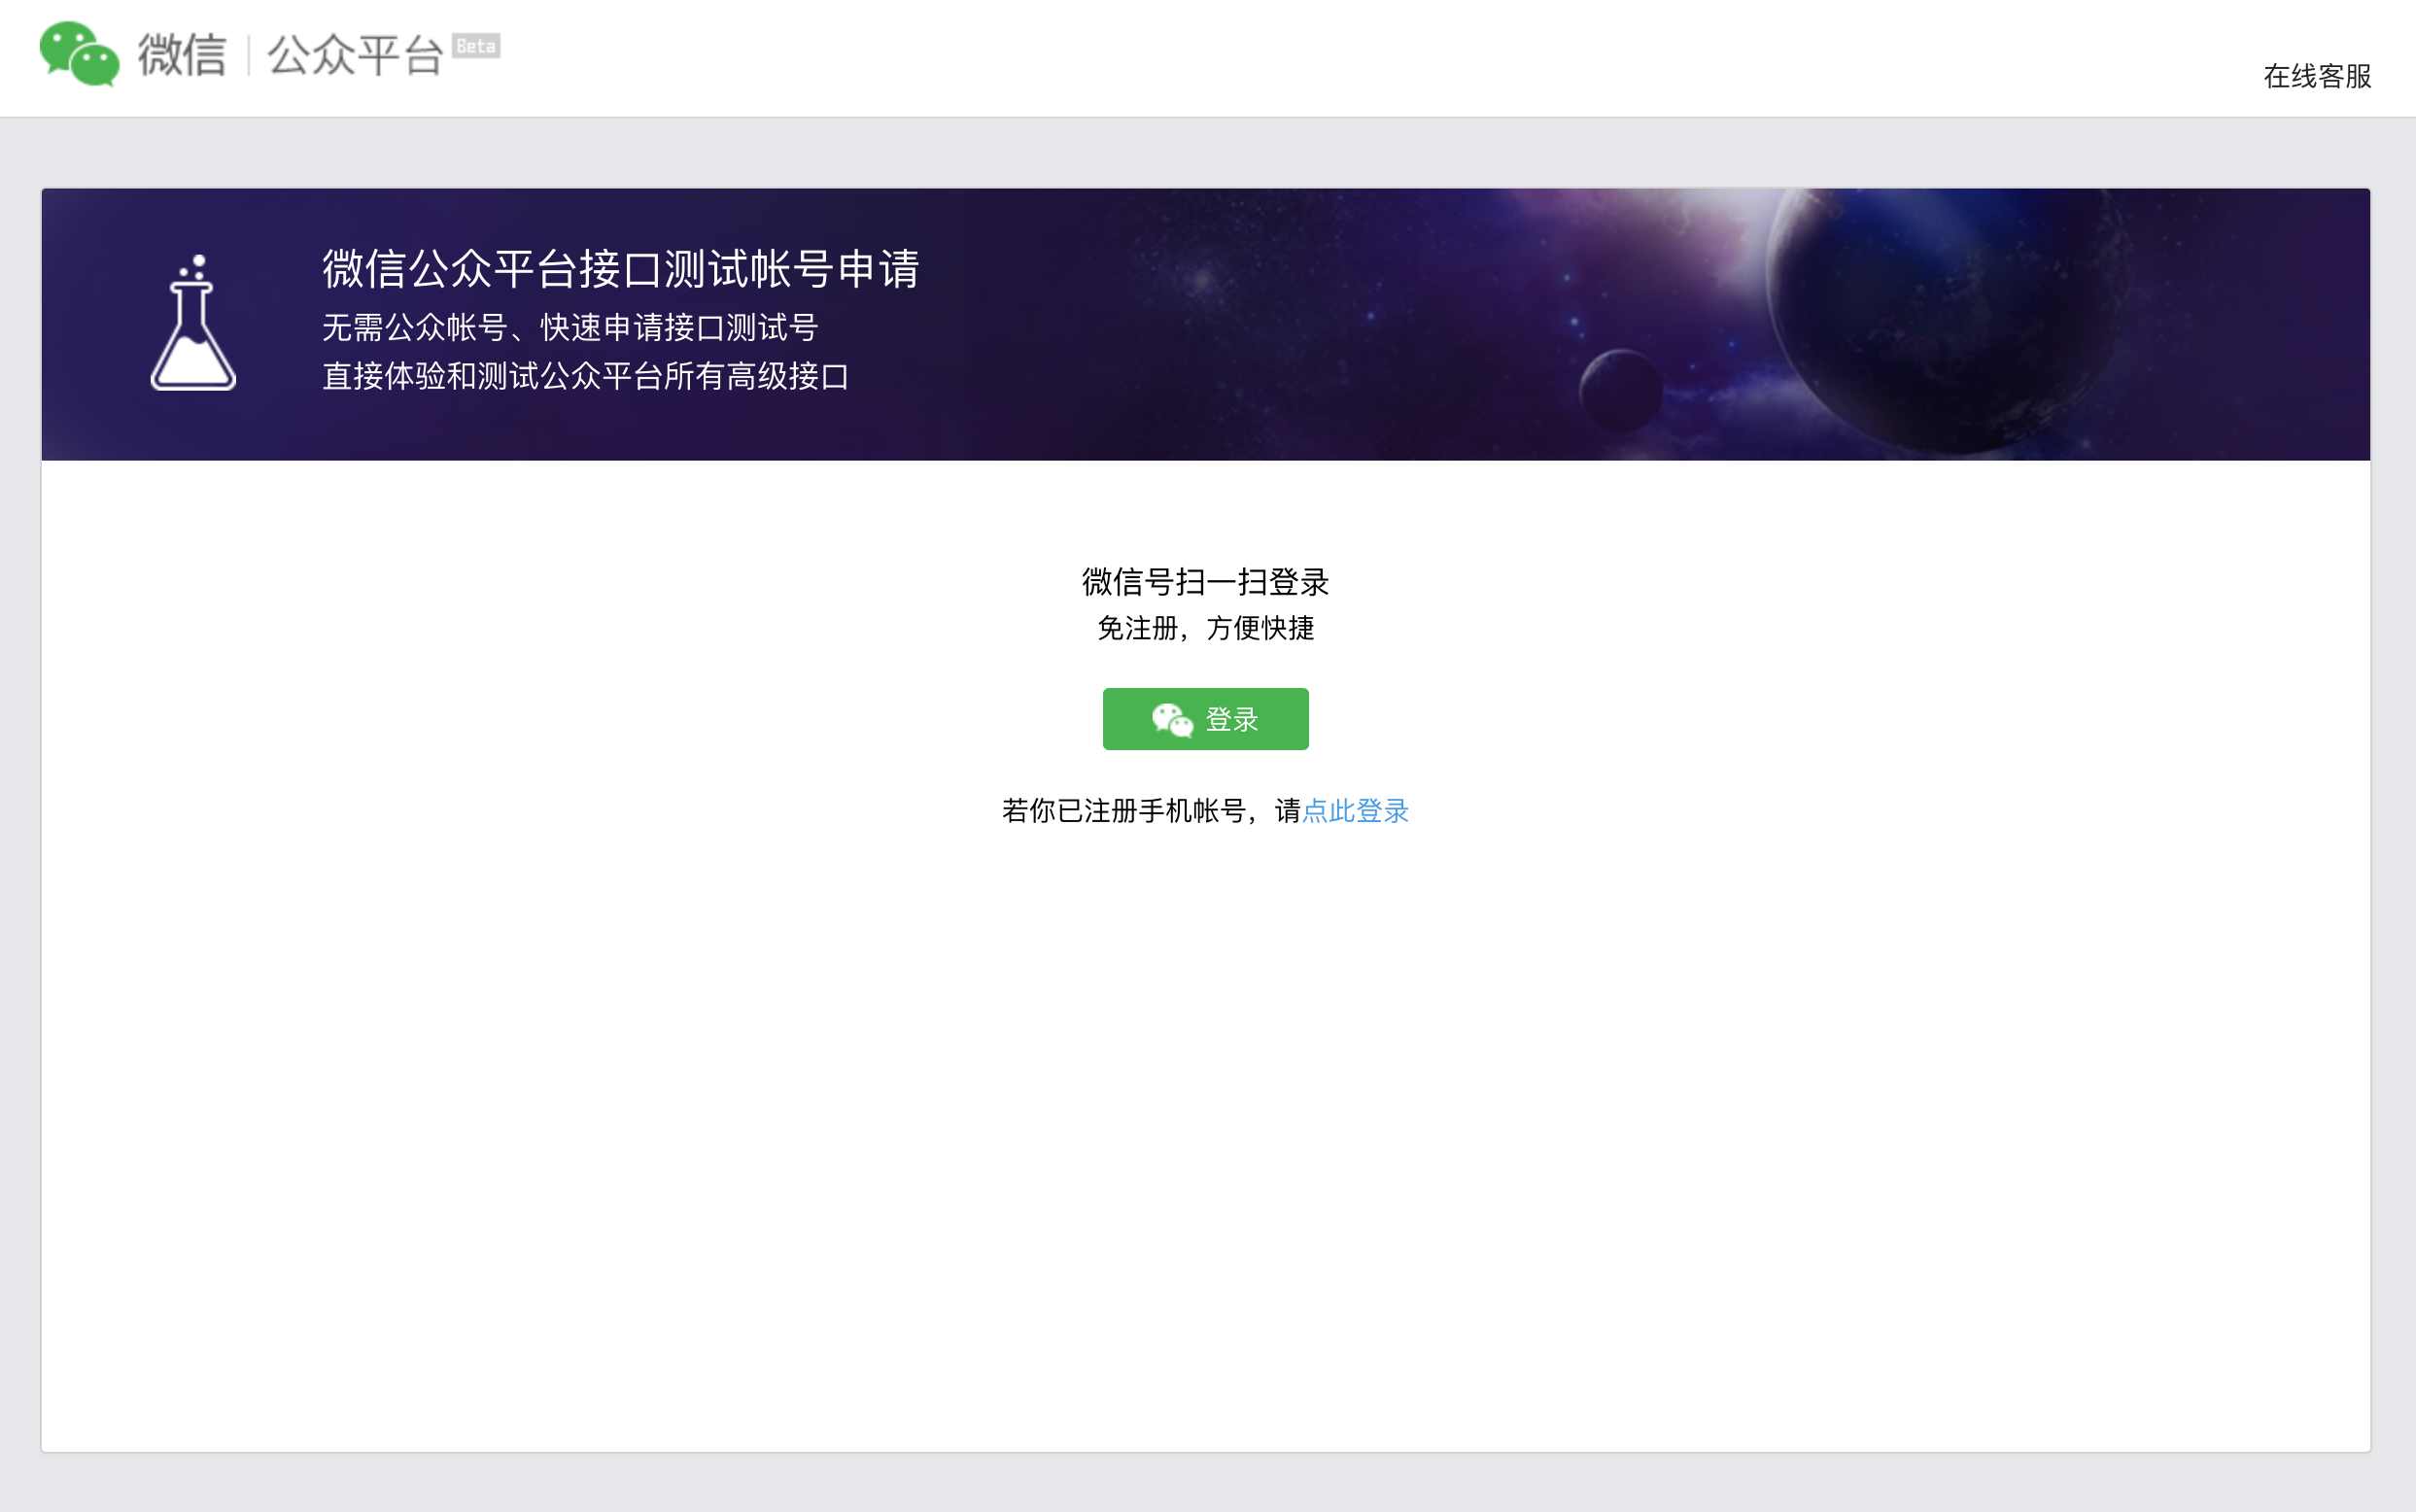 微信 公众平台 Beta
在线客服
微信公众平台接口测试帐号申请
无需公众帐号、快速申请接口测试号
直接体验和测试公众平台所有高级接口
微信号扫一扫登录
免注册，方便快捷
登录
若你已注册手机帐号，请点此登录